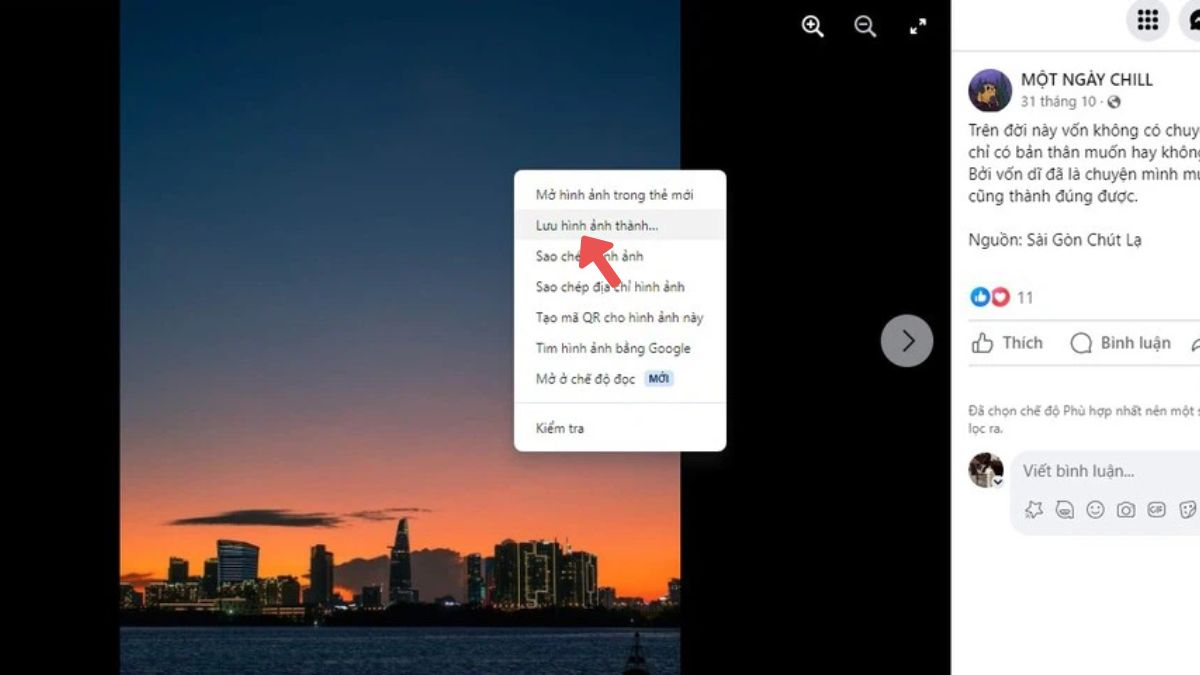 Mở hình ảnh trong thẻ mới
Lưu hình ảnh thành...
Sao chép hình ảnh
Sao chép địa chỉ hình ảnh
Tạo mã QR cho hình ảnh này
Tìm hình ảnh bằng Google
Mở ở chế độ đọc MỚI
Kiểm tra
MỘT NGÀY CHILL
31 tháng 10 ·
Trên đời này vốn không có
chỉ có bản thân muốn hay
Bởi vốn dĩ đã là chuyện mình
cũng thành đúng được.
Nguồn: Sài Gòn Chút Lạ
11
Thích
Bình luận
Đã chọn chế độ Phù hợp nhất nên một
lọc ra.
Viết bình luận...
GIF